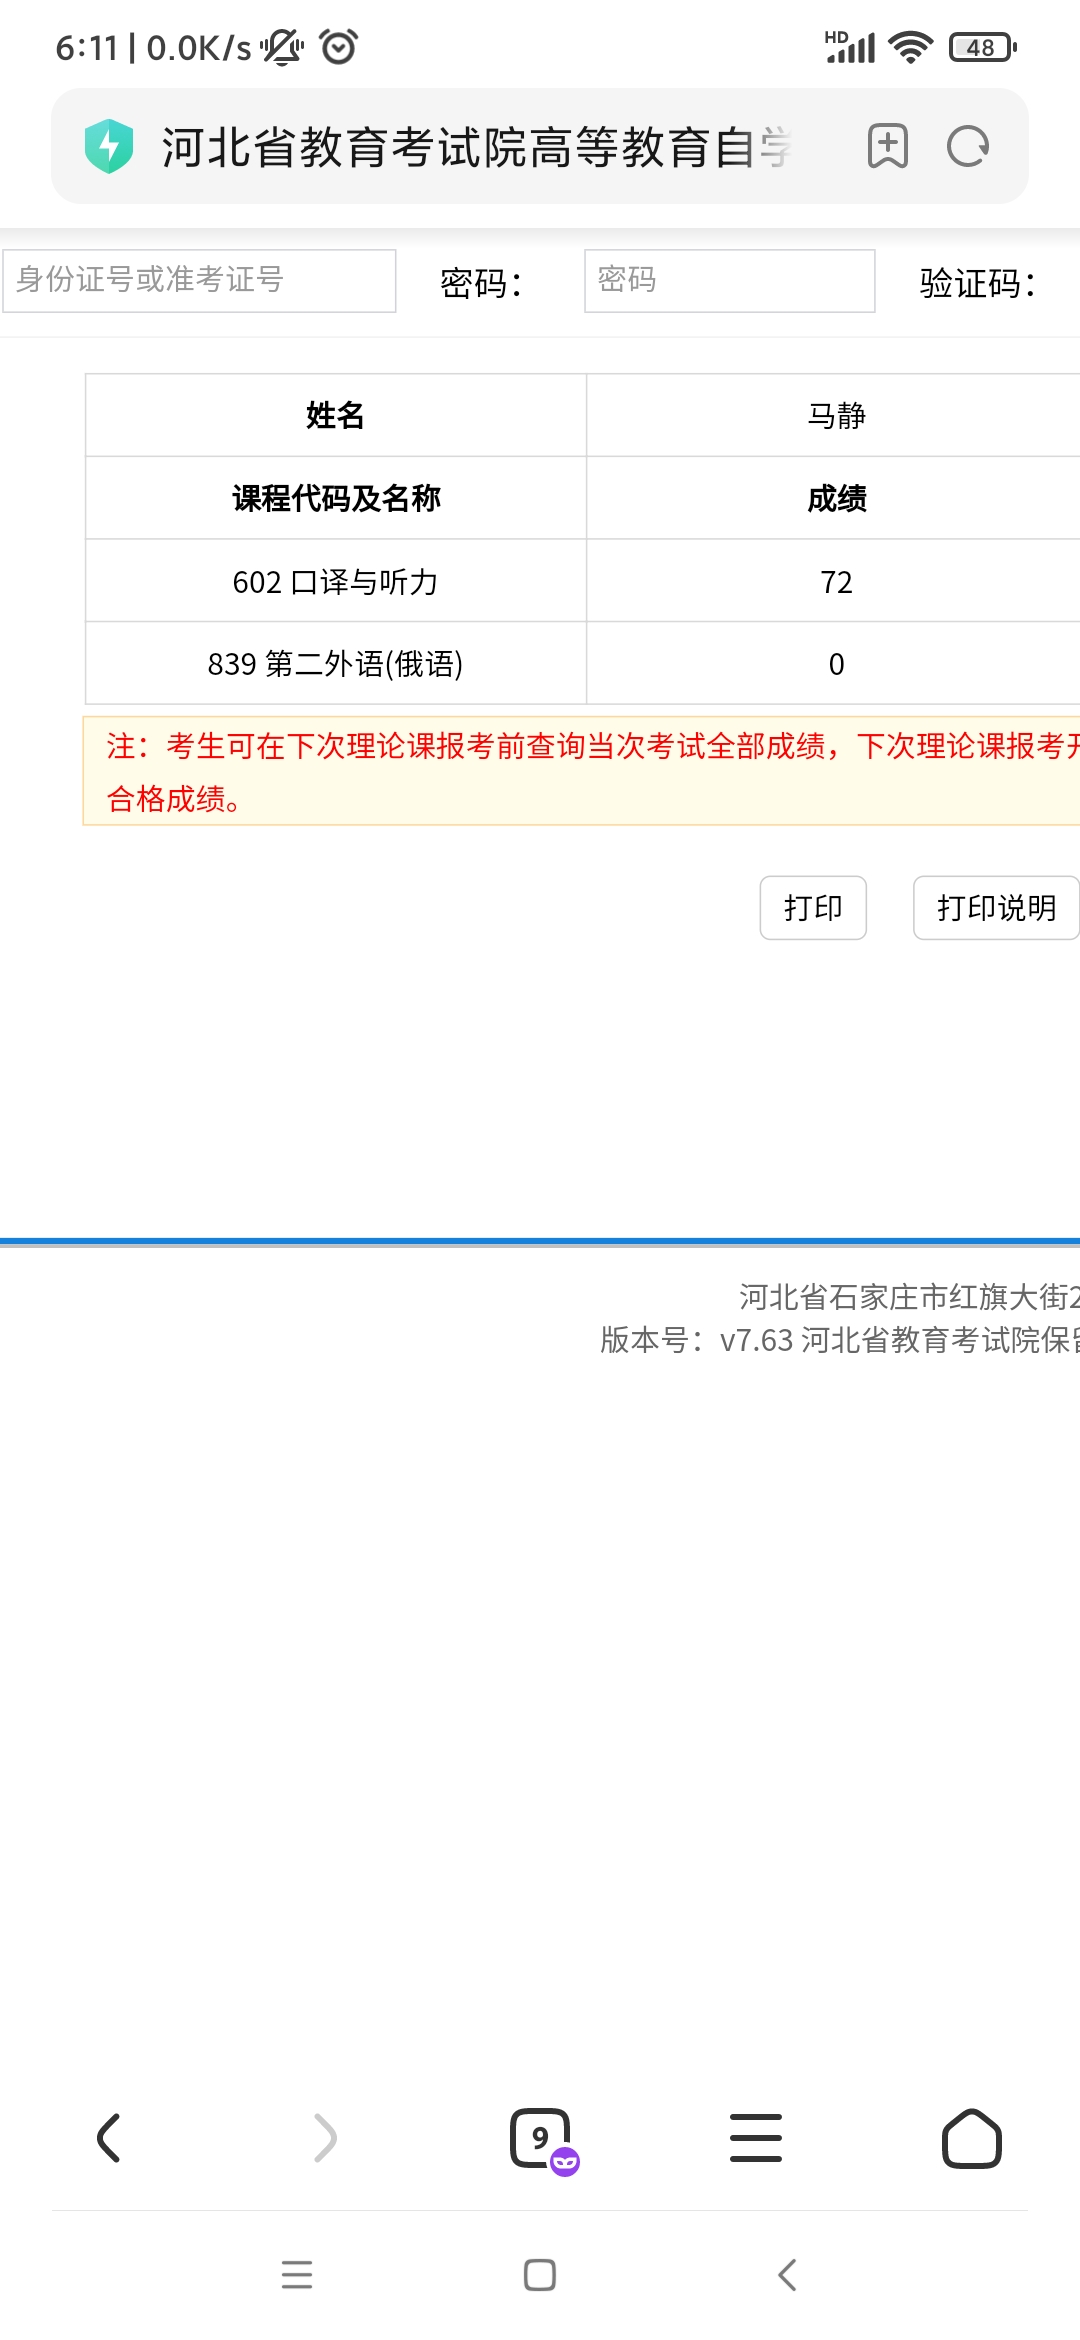 6:11 | 0.0K/s HD 48
河北省教育考试院高等教育自学
身份证号或准考证号 密码： 密码 验证码：
姓名 马静
课程代码及名称 成绩
602 口译与听力 72
839 第二外语(俄语) 0
注：考生可在下次理论课报考前查询当次考试全部成绩，下次理论课报考开
合格成绩。
打印 打印说明
河北省石家庄市红旗大街2
版本号：v7.63 河北省教育考试院保留
9